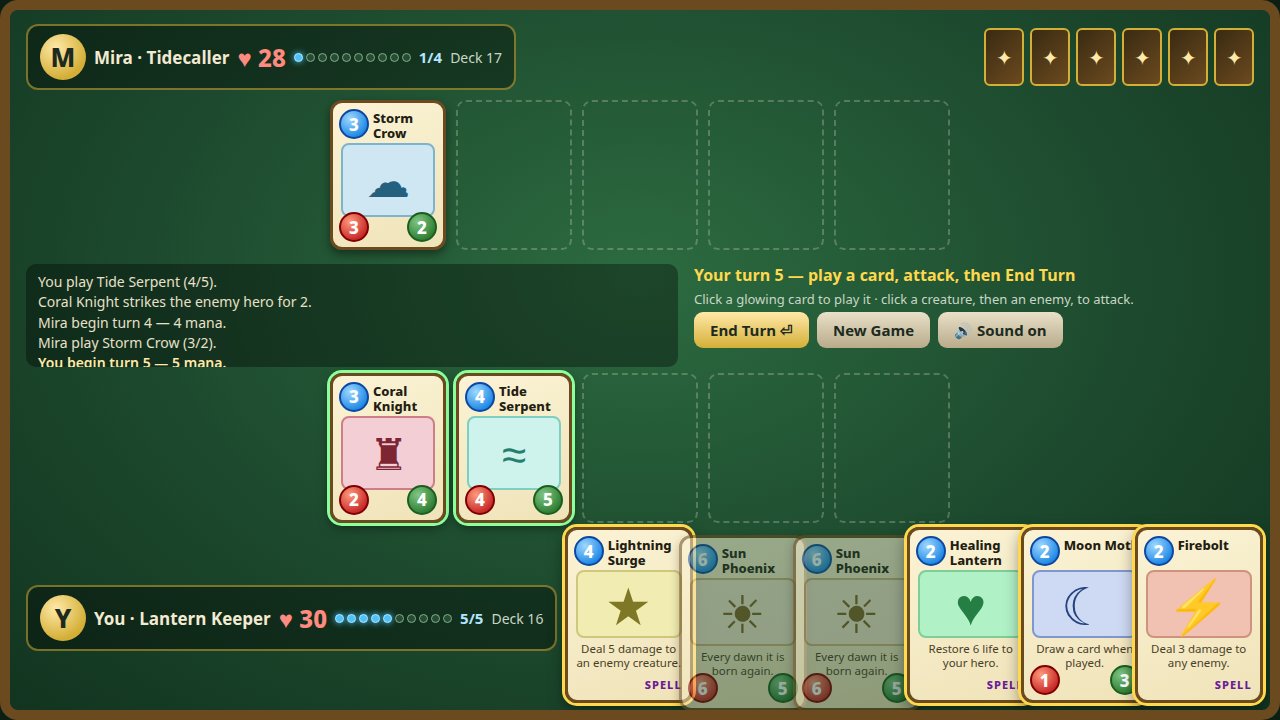 M Mira · Tidecaller ♥ 28 1/4 Deck 17
3 Storm
Crow
3 2
You play Tide Serpent (4/5).
Coral Knight strikes the enemy hero for 2.
Mira begin turn 4 — 4 mana.
Mira play Storm Crow (3/2).
You begin turn 5 — 5 mana.
Your turn 5 — play a card, attack, then End Turn
Click a glowing card to play it · click a creature, then an enemy, to attack.
End Turn ⏎
New Game
🔊 Sound on
3 Coral
Knight
2 4
4 Tide
Serpent
4 5
Y You · Lantern Keeper ♥ 30 5/5 Deck 16
4 Lightning
Surge
Deal 5 damage to
an enemy creature.
SPELL
6 Sun
Phoenix
Every dawn it is
born again.
6 5
6 Sun
Phoenix
Every dawn it is
born again.
6 5
2 Healing
Lantern
Restore 6 life to
your hero.
SPELL
2 Moon Mot
Draw a card when
played.
1 3
2 Firebolt
Deal 3 damage to
any enemy.
SPELL